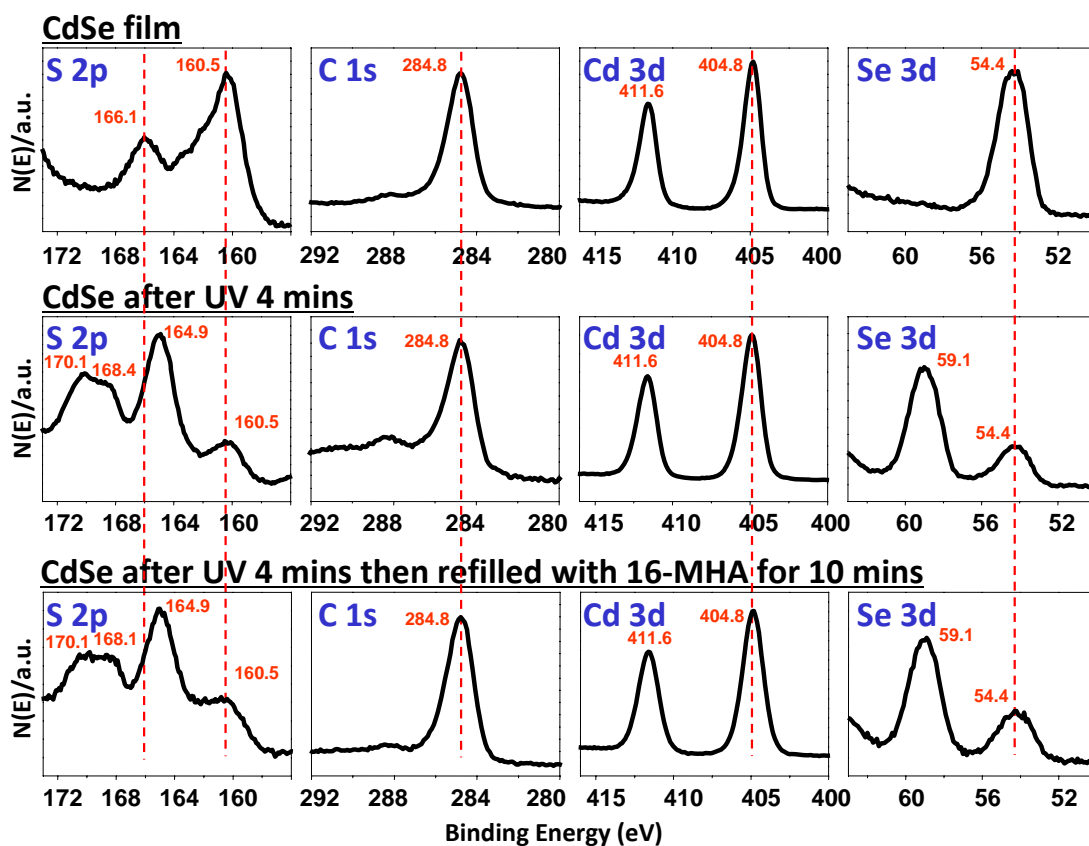 CdSe film
S 2p
160.5
166.1
C 1s
284.8
Cd 3d
404.8
411.6
Se 3d
54.4
N(E)/a.u.
172 168 164 160
292 288 284 280
415 410 405 400
60 56 52
CdSe after UV 4 mins
S 2p
164.9
170.1
168.4
160.5
C 1s
284.8
Cd 3d
404.8
411.6
Se 3d
59.1
54.4
N(E)/a.u.
172 168 164 160
292 288 284 280
415 410 405 400
60 56 52
CdSe after UV 4 mins then refilled with 16-MHA for 10 mins
S 2p
164.9
170.1 168.1
160.5
C 1s
284.8
Cd 3d
404.8
411.6
Se 3d
59.1
54.4
N(E)/a.u.
172 168 164 160
292 288 284 280
415 410 405 400
60 56 52
Binding Energy (eV)